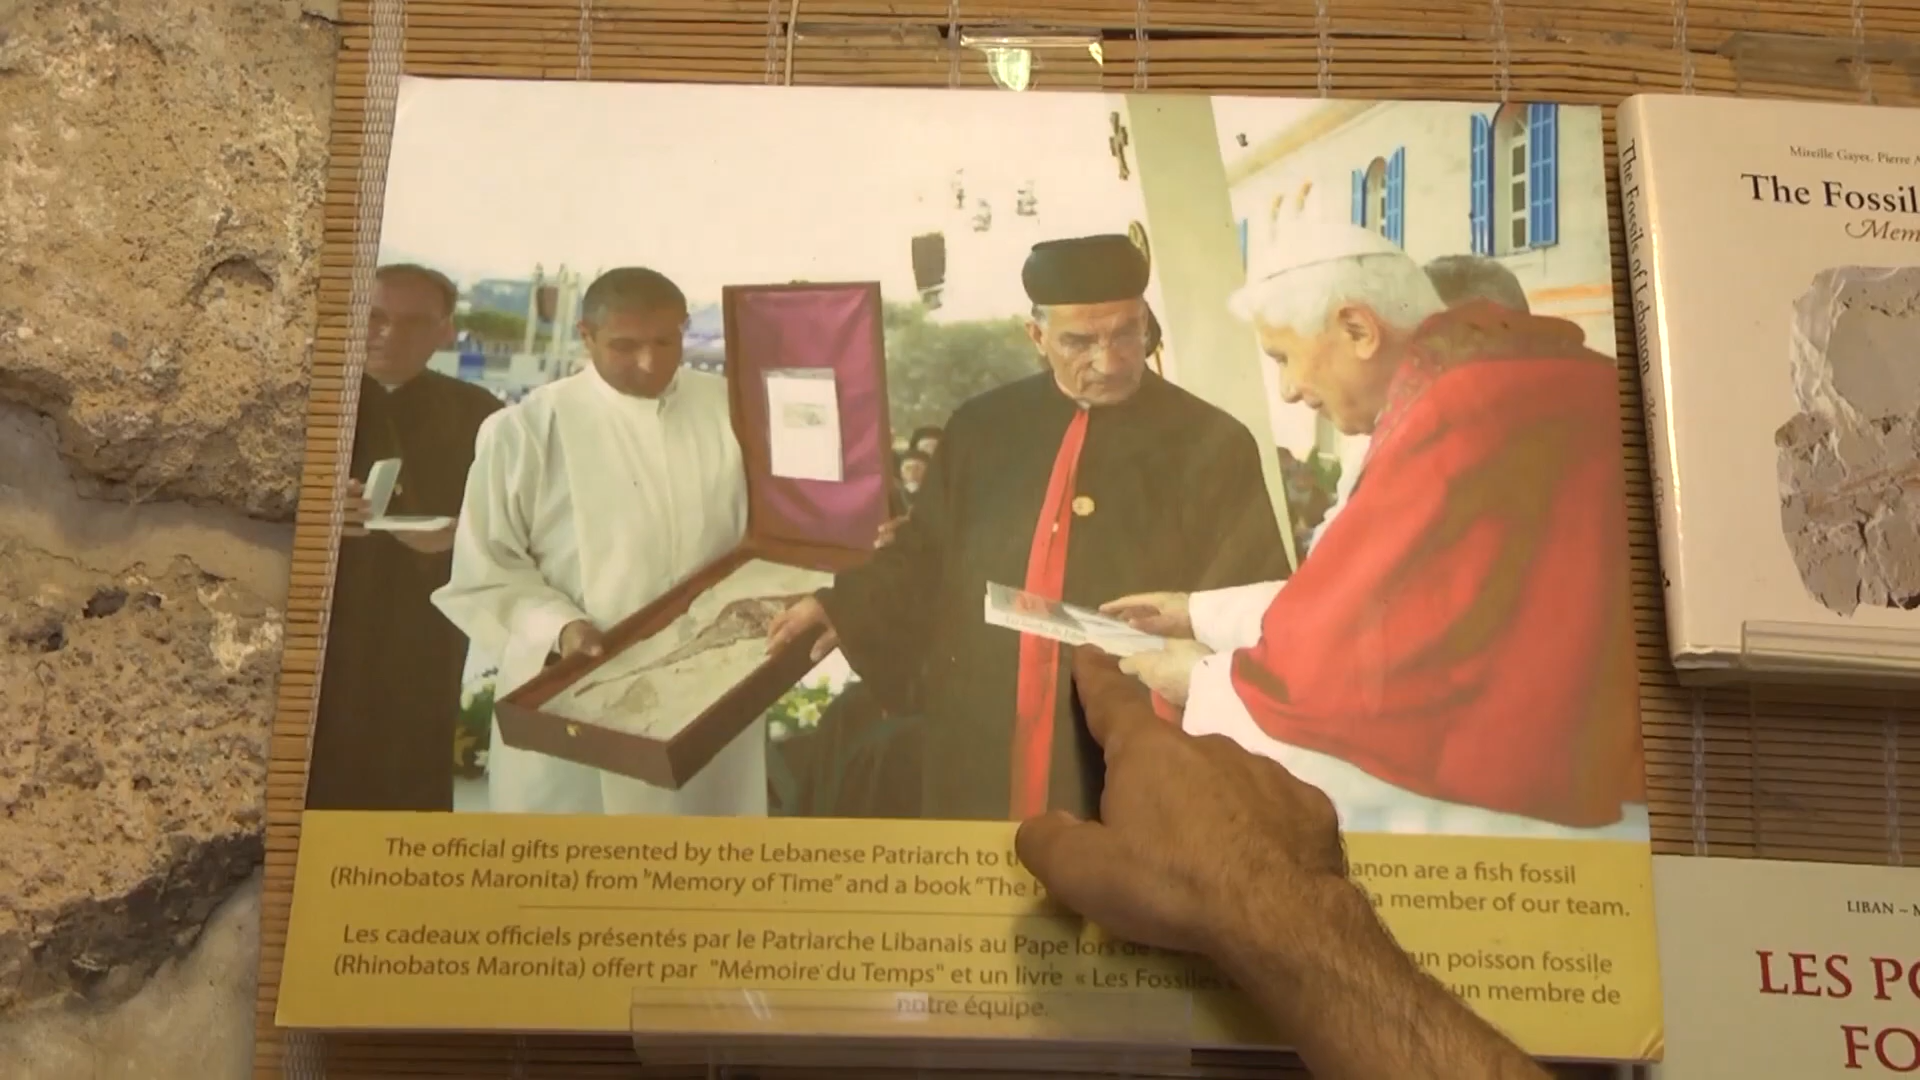 The official gifts presented by the Lebanese Patriarch to anon are a fish fossil
(Rhinobatos Maronita) from "Memory of Time" and a book "The a member of our team.
Les cadeaux officiels présentés par le Patriarche Libanais au Pape lors de un poisson fossile
(Rhinobatos Maronita) offert par "Mémoire du Temps" et un livre « Les Fossiles un membre de
notre équipe.
Mireille Gayet, Pierre A
The Fossil
Mem
The Fossils of Lebanon
LIBAN ~ M
LES PO
FO